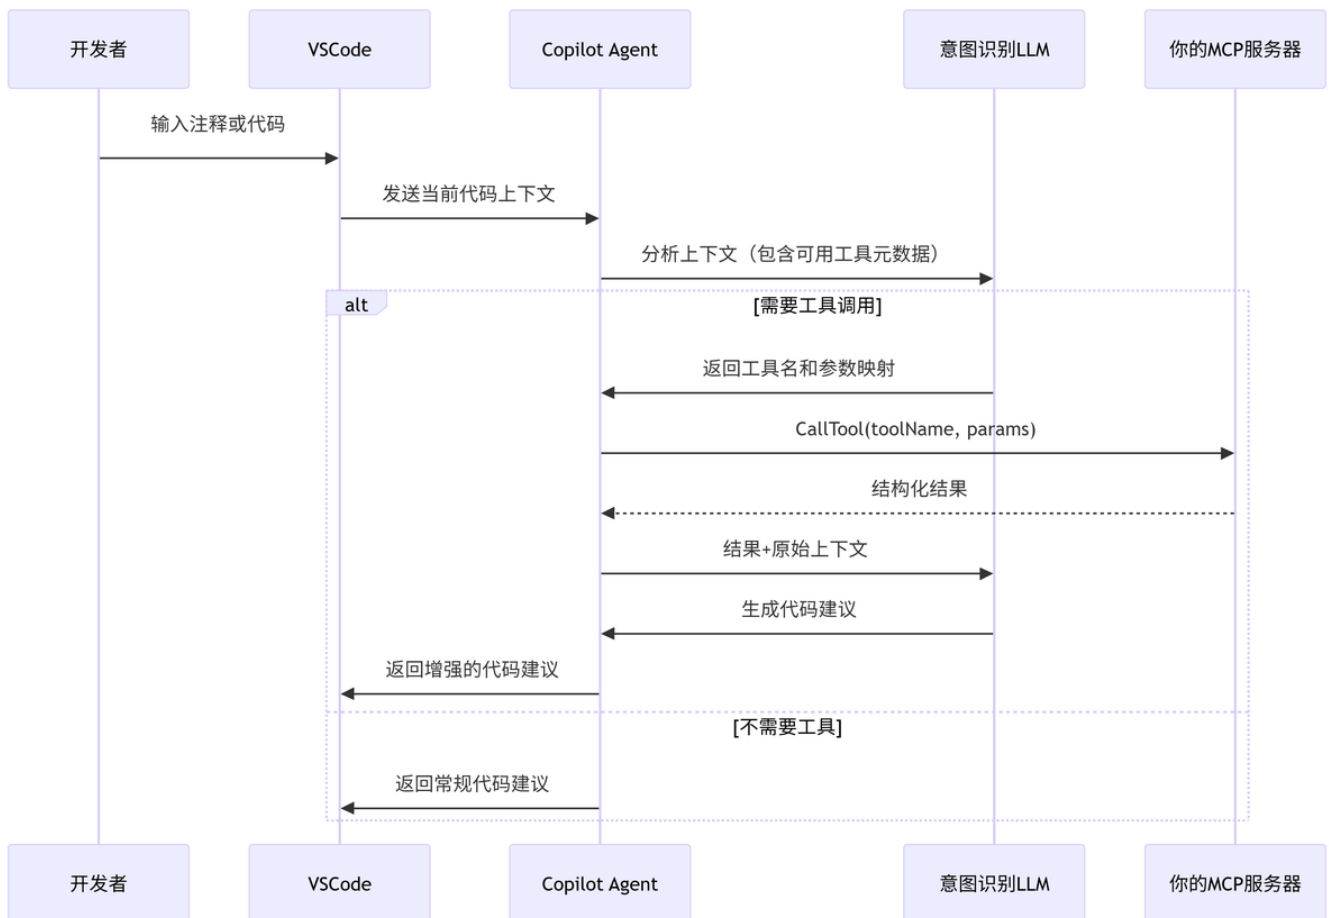 开发者
VSCode
Copilot Agent
意图识别LLM
你的MCP服务器
输入注释或代码
发送当前代码上下文
分析上下文（包含可用工具元数据）
alt
[需要工具调用]
返回工具名和参数映射
CallTool(toolName, params)
结构化结果
结果+原始上下文
生成代码建议
返回增强的代码建议
[不需要工具]
返回常规代码建议
开发者
VSCode
Copilot Agent
意图识别LLM
你的MCP服务器